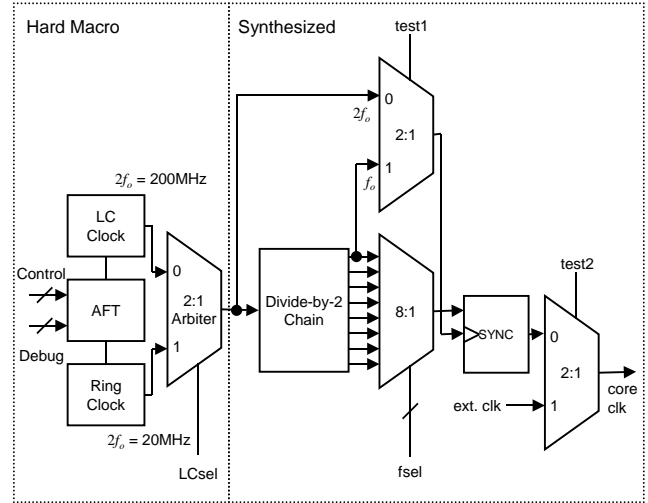 Hard Macro
Synthesized
test1
0
2fo
2:1
1
fo
2fo = 200MHz
LC
Clock
Control
AFT
Debug
Ring
Clock
2fo = 20MHz
0
2:1
Arbiter
1
LCsel
Divide-by-2
Chain
8:1
fsel
SYNC
test2
0
2:1
ext. clk
1
core
clk